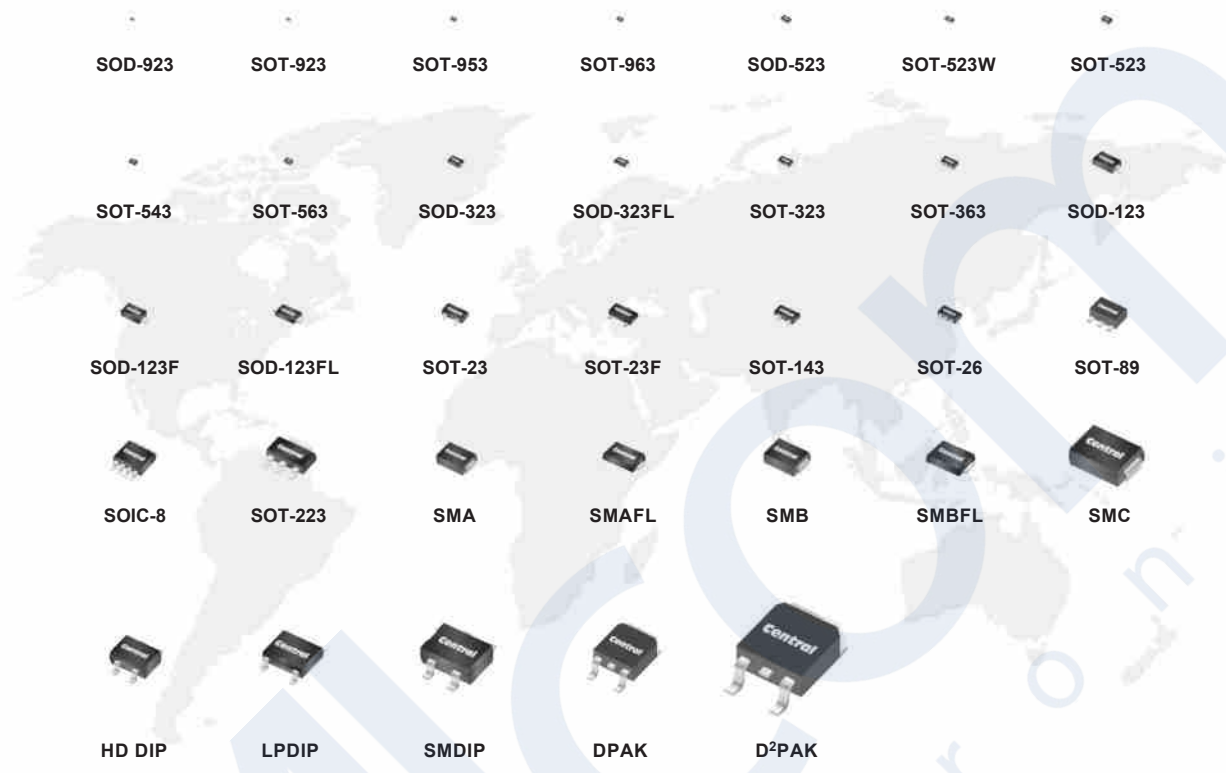 SOD-923 SOT-923 SOT-953 SOT-963 SOD-523 SOT-523W SOT-523
SOT-543 SOT-563 SOD-323 SOD-323FL SOT-323 SOT-363 SOD-123
SOD-123F SOD-123FL SOT-23 SOT-23F SOT-143 SOT-26 SOT-89
Central
SOIC-8 SOT-223 SMA SMAFL SMB SMBFL SMC
Central Central Central Central Central
HD DIP LPDIP SMDIP DPAK D²PAK